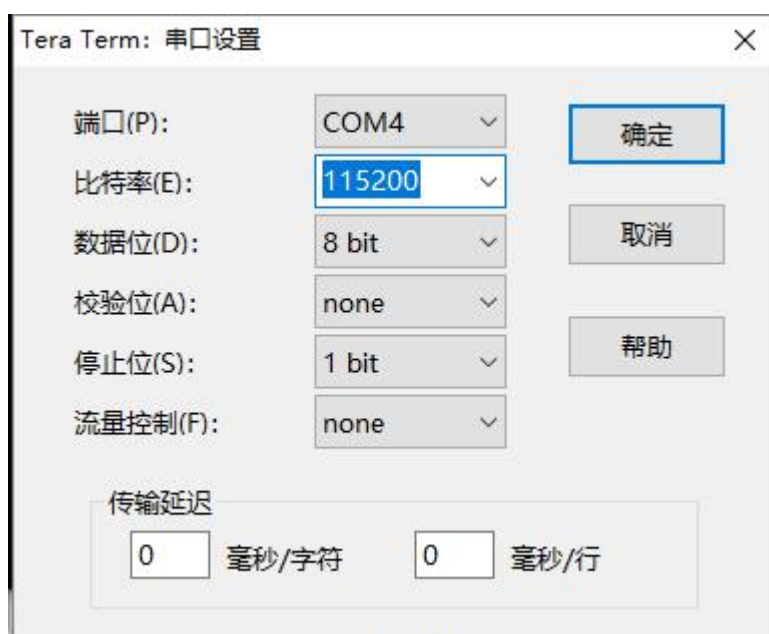 Tera Term: 串口设置
端口(P): COM4 确定
比特率(E): 115200
数据位(D): 8 bit 取消
校验位(A): none
停止位(S): 1 bit 帮助
流量控制(F): none
传输延迟
0 毫秒/字符 0 毫秒/行